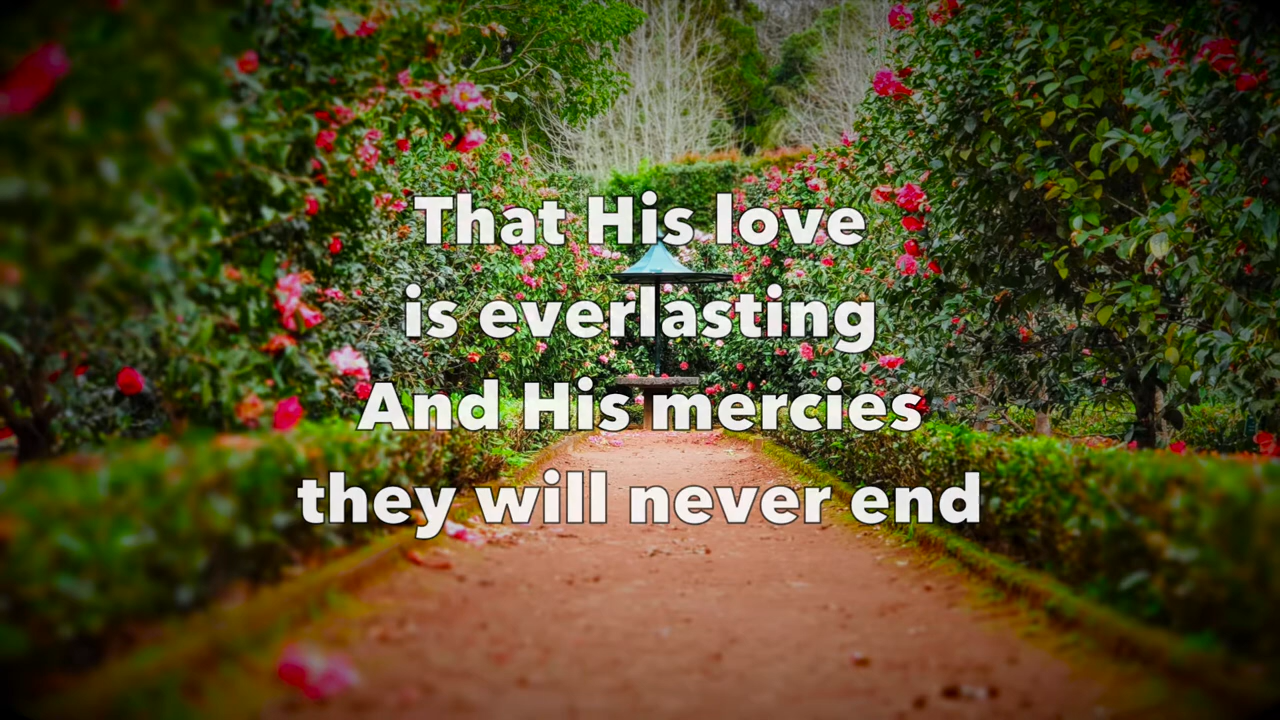 That His love
is everlasting
And His mercies
they will never end